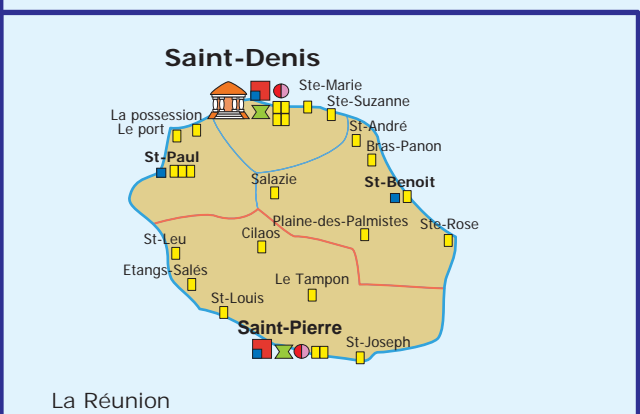 Saint-Denis
Ste-Marie
Ste-Suzanne
La possession
Le port
St-André
Bras-Panon
St-Paul
Salazie
St-Benoit
Plaine-des-Palmistes
Ste-Rose
St-Leu
Cilaos
Etangs-Salés
Le Tampon
St-Louis
Saint-Pierre
St-Joseph
La Réunion